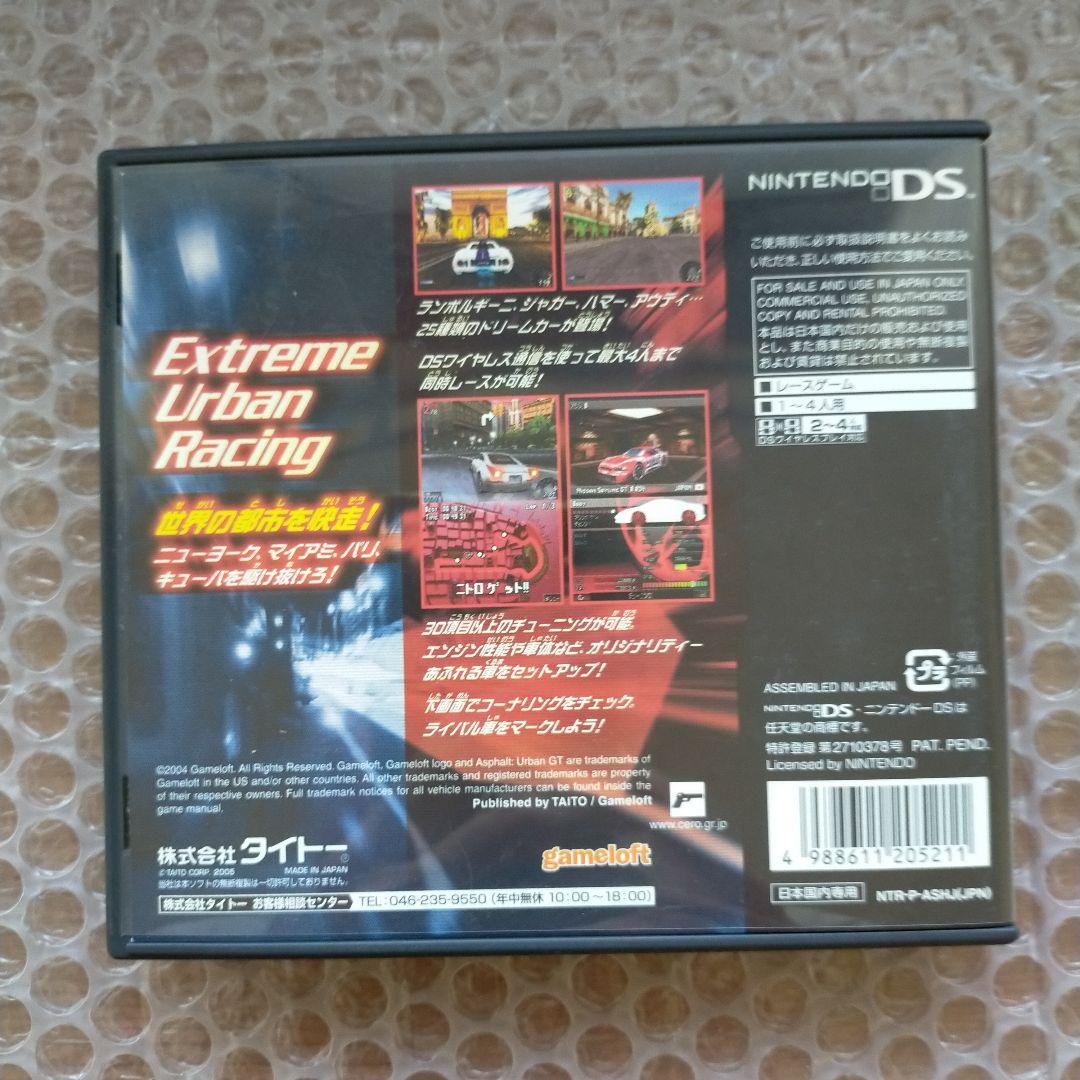 NINTENDO DS™
ご使用前に必ず取扱説明書をよくお読み
いただき、正しい使用方法でご愛用ください。
FOR SALE AND USE IN JAPAN ONLY.
COMMERCIAL USE, UNAUTHORIZED
COPY AND RENTAL PROHIBITED.
本品は日本国内だけの販売および使用
とし、また商業目的の使用や無断複製
および賃貸は禁止されています。
■ レースゲーム
■ 1～4人用
2～4人
DSワイヤレスプレイ対応
ランボルギーニ、ジャガー、ハマー、アウディ…
25種類のドリームカーが登場!
DSワイヤレス通信を使って最大4人まで
同時レースが可能!
Extreme
Urban
Racing
世界の都市を快走!
ニューヨーク、マイアミ、パリ、
キューバを駆け抜けろ!
Lap 1/3
NISSAN SKYLINE GT-R R34
JAPAN
ニトロ ゲット!!
30項目以上のチューニングが可能。
エンジン性能や車体など、オリジナリティー
あふれる車をセットアップ!
下画面でコーナリングをチェック。
ライバル車をマークしよう!
©2004 Gameloft. All Rights Reserved. Gameloft, Gameloft logo and Asphalt: Urban GT are trademarks of
Gameloft in the US and/or other countries. All other trademarks and registered trademarks are property
of their respective owners. Full trademark notices for all vehicle manufacturers can be found inside the
game manual.
Published by TAITO / Gameloft
www.cero.gr.jp
株式会社 タイトー®
©TAITO CORP. 2005
MADE IN JAPAN
当社は本ソフトの無断複製は一切許可しておりません。
gameloft
株式会社タイトー お客様相談センター
TEL:046-235-9550 (年中無休 10:00～18:00)
ASSEMBLED IN JAPAN
プラ
外装
フィルム
(PP)
NINTENDO DS・ニンテンドーDSは
任天堂の商標です。
特許登録 第2710378号 PAT. PEND.
Licensed by NINTENDO
4 988611 205211
日本国内専用
NTR-P-ASHJ(JPN)